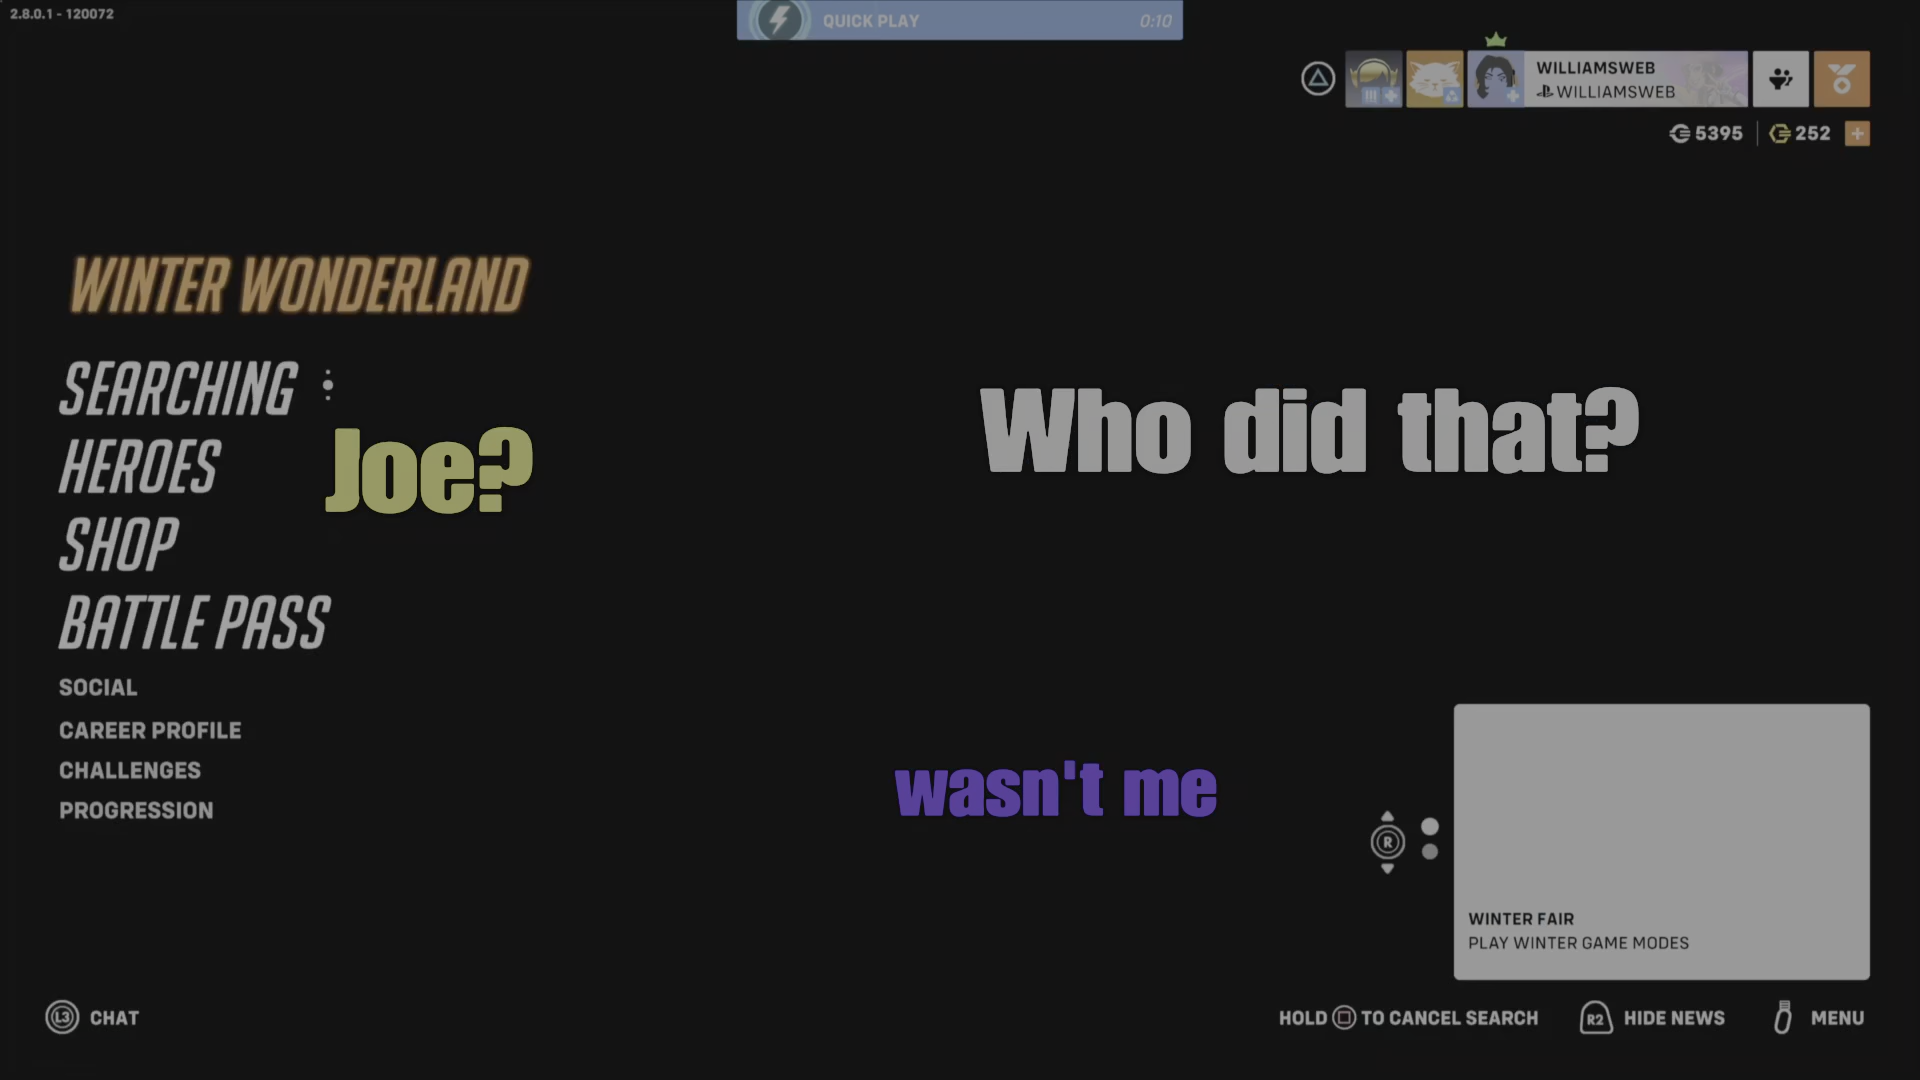 2.8.0.1 - 120072
QUICK PLAY 0:10
WILLIAMSWEB
WILLIAMSWEB
5395 252
WINTER WONDERLAND
SEARCHING
HEROES
SHOP
BATTLE PASS
SOCIAL
CAREER PROFILE
CHALLENGES
PROGRESSION
Joe?
Who did that?
wasn't me
R
WINTER FAIR
PLAY WINTER GAME MODES
L3 CHAT
HOLD TO CANCEL SEARCH
R2 HIDE NEWS
MENU